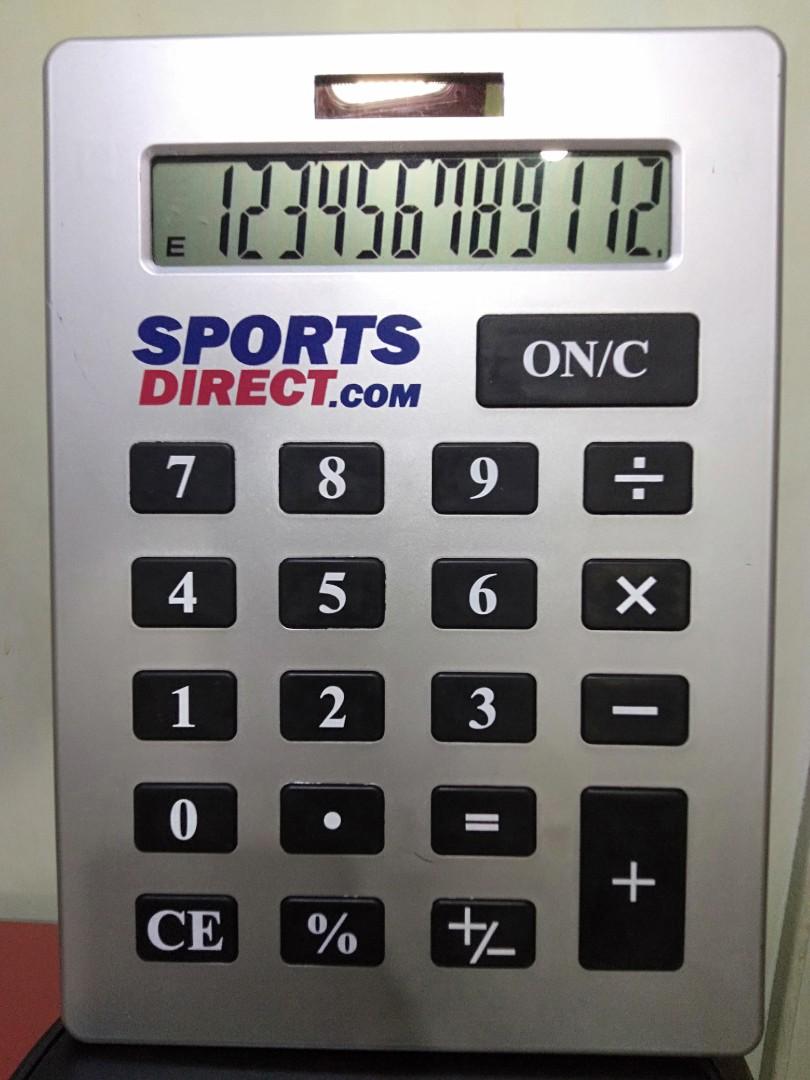 E 123456789112.
SPORTS
DIRECT.COM
ON/C
7 8 9 ÷
4 5 6 ×
1 2 3 −
0 • =
+
CE % +/−